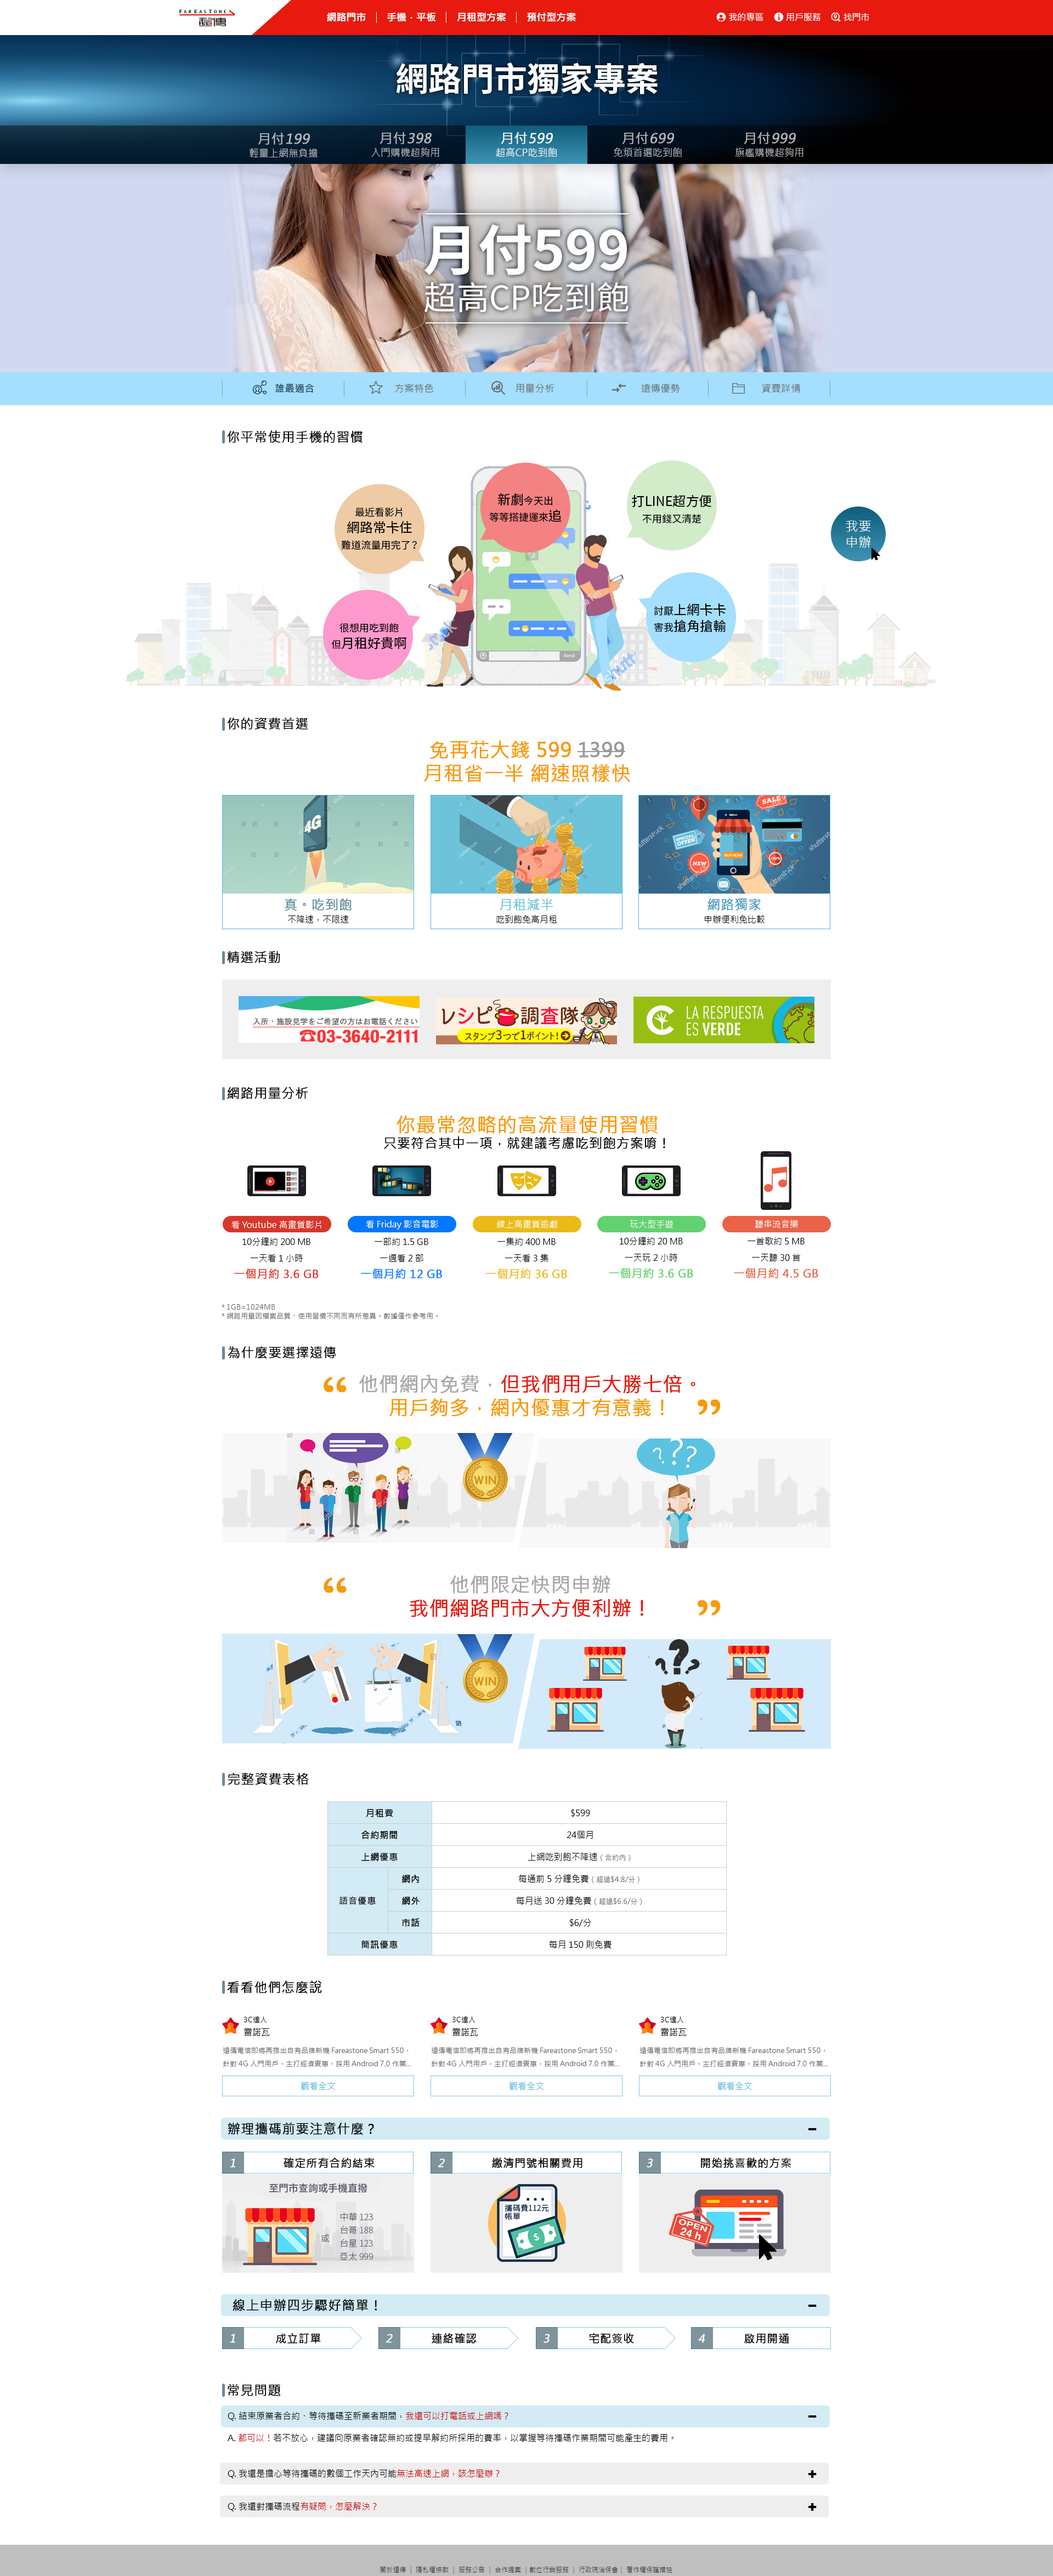 FAREASTONE
遠傳
網路門市
手機．平板
月租型方案
預付型方案
我的專區
用戶服務
找門市
網路門市獨家專案
月付199
輕量上網無負擔
月付398
入門購機超夠用
月付599
超高CP吃到飽
月付699
免煩首選吃到飽
月付999
旗艦購機超夠用
月付599
超高CP吃到飽
誰最適合
方案特色
用量分析
遠傳優勢
資費詳情
你平常使用手機的習慣
最近看影片
網路常卡住
難道流量用完了?
新劇今天出
等等搭捷運來追
打LINE超方便
不用錢又清楚
我要
申辦
很想用吃到飽
但月租好貴啊
討厭上網卡卡
害我搶角搶輸
Send
你的資費首選
免再花大錢 599 1399
月租省一半 網速照樣快
4G
真。吃到飽
不降速，不限速
月租減半
吃到飽免高月租
SALE
SPECIAL OFFER
NEW
BUY NOW
shutterstock
網路獨家
申辦便利免比較
精選活動
入所・施設見学をご希望の方はお電話ください
☎03-3640-2111
レシピ調査隊
スタンプ3つで1ポイント!
LA RESPUESTA
ES VERDE
網路用量分析
你最常忽略的高流量使用習慣
只要符合其中一項，就建議考慮吃到飽方案唷！
看 Youtube 高畫質影片
10分鐘約 200 MB
一天看 1 小時
一個月約 3.6 GB
看 Friday 影音電影
一部約 1.5 GB
一週看 2 部
一個月約 12 GB
線上高畫質追劇
一集約 400 MB
一天看 3 集
一個月約 36 GB
玩大型手遊
10分鐘約 20 MB
一天玩 2 小時
一個月約 3.6 GB
聽串流音樂
一首歌約 5 MB
一天聽 30 首
一個月約 4.5 GB
* 1GB=1024MB
* 網路用量因檔案品質、使用習慣不同而有所差異。數據僅作參考用。
為什麼要選擇遠傳
“ 他們網內免費，但我們用戶大勝七倍。
用戶夠多，網內優惠才有意義！ ”
WIN
???
“ 他們限定快閃申辦
我們網路門市大方便利辦！ ”
WIN
???
完整資費表格
月租費 $599
合約期間 24個月
上網優惠 上網吃到飽不降速（合約內）
語音優惠 網內 每通前 5 分鐘免費（超過$4.8/分）
網外 每月送 30 分鐘免費（超過$6.6/分）
市話 $6/分
簡訊優惠 每月 150 則免費
看看他們怎麼說
3C達人
雷諾瓦
遠傳電信即將再推出自有品牌新機 Fareastone Smart 550，
針對 4G 入門用戶，主打經濟實惠，採用 Android 7.0 作業...
觀看全文
3C達人
雷諾瓦
遠傳電信即將再推出自有品牌新機 Fareastone Smart 550，
針對 4G 入門用戶，主打經濟實惠，採用 Android 7.0 作業...
觀看全文
3C達人
雷諾瓦
遠傳電信即將再推出自有品牌新機 Fareastone Smart 550，
針對 4G 入門用戶，主打經濟實惠，採用 Android 7.0 作業...
觀看全文
辦理攜碼前要注意什麼？
1 確定所有合約結束
至門市查詢或手機直撥
或
中華 123
台哥 188
台星 123
亞太 999
2 繳清門號相關費用
攜碼費112元
帳單
3 開始挑喜歡的方案
OPEN
24 h
線上申辦四步驟好簡單！
1 成立訂單
2 連絡確認
3 宅配簽收
4 啟用開通
常見問題
Q. 結束原業者合約、等待攜碼至新業者期間，我還可以打電話或上網嗎？
A. 都可以！若不放心，建議向原業者確認無約或提早解約所採用的費率，以掌握等待攜碼作業期間可能產生的費用。
Q. 我還是擔心等待攜碼的數個工作天內可能無法高速上網，該怎麼辦？
Q. 我還對攜碼流程有疑問，怎麼解決？
關於遠傳 | 隱私權條款 | 服務公告 | 合作提案 | 數位行銷服務 | 行政院消保會 | 著作權保護措施